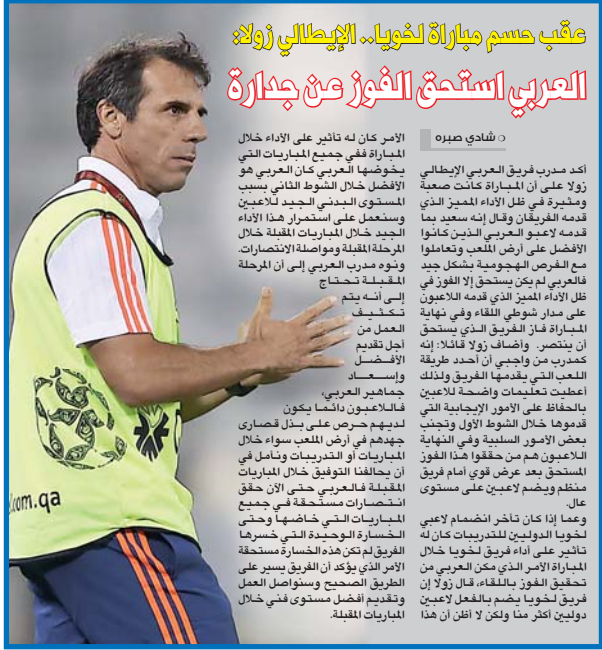 عقب حسم مباراة لخويا.. الإيطالي زولا:
العربي استحق الفوز عن جدارة
○ شادي صبره
أكد مدرب فريق العربي الإيطالي
زولا على أن المباراة كانت صعبة
ومثيرة في ظل الأداء المميز الذي
قدمه الفريقان وقال إنه سعيد بما
قدمه لاعبو العربي الذين كانوا
الأفضل على أرض الملعب وتعاملوا
مع الفرص الهجومية بشكل جيد
فالعربي لم يكن يستحق إلا الفوز في
ظل الأداء المميز الذي قدمه اللاعبون
على مدار شوطي اللقاء وفي نهاية
المباراة فاز الفريق الذي يستحق
أن ينتصر. وأضاف زولا قائلا: إنه
كمدرب من واجبي أن أحدد طريقة
اللعب التي يقدمها الفريق ولذلك
أعطيت تعليمات واضحة للاعبين
بالحفاظ على الأمور الإيجابية التي
قدموها خلال الشوط الأول وتجنب
بعض الأمور السلبية وفي النهاية
اللاعبون هم من حققوا هذا الفوز
المستحق بعد عرض قوي أمام فريق
منظم ويضم لاعبين على مستوى
عال.
وعما إذا كان تأخر انضمام لاعبي
لخويا الدوليين للتدريبات كان له
تأثير على أداء فريق لخويا خلال
المباراة الأمر الذي مكن العربي من
تحقيق الفوز باللقاء، قال زولا إن
فريق لخويا يضم بالفعل لاعبين
دوليين أكثر منا ولكن لا أظن أن هذا
الأمر كان له تأثير على الأداء خلال
المباراة ففي جميع المباريات التي
يخوضها العربي كان العربي هو
الأفضل خلال الشوط الثاني بسبب
المستوى البدني الجيد للاعبين
وسنعمل على استمرار هذا الأداء
الجيد خلال المباريات المقبلة خلال
المرحلة المقبلة ومواصلة الانتصارات.
ونوه مدرب العربي إلى أن المرحلة
المقبلة تحتاج
إلى أنه يتم
تكثيف
العمل من
أجل تقديم
الأفضل
وإسعاد
جماهير العربي،
فاللاعبون دائما يكون
لديهم حرص على بذل قصارى
جهدهم في أرض الملعب سواء خلال
المباريات أو التدريبات ونأمل في
أن يحالفنا التوفيق خلال المباريات
المقبلة فالعربي حتى الآن حقق
انتصارات مستحقة في جميع
المباريات التي خاضها وحتى
الخسارة الوحيدة التي خسرها
الفريق لم تكن هذه الخسارة مستحقة
الأمر الذي يؤكد أن الفريق يسير على
الطريق الصحيح وسنواصل العمل
وتقديم أفضل مستوى فني خلال
المباريات المقبلة.
.com.qa